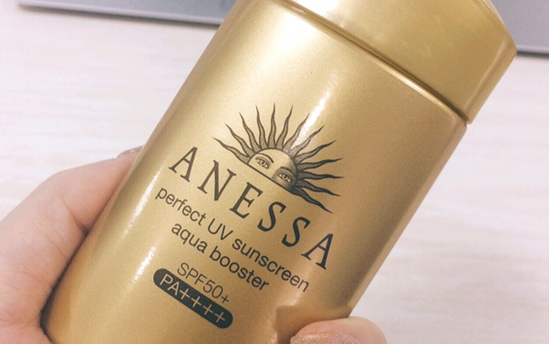 ANESSA
perfect UV sunscreen
aqua booster
SPF50+
PA++++